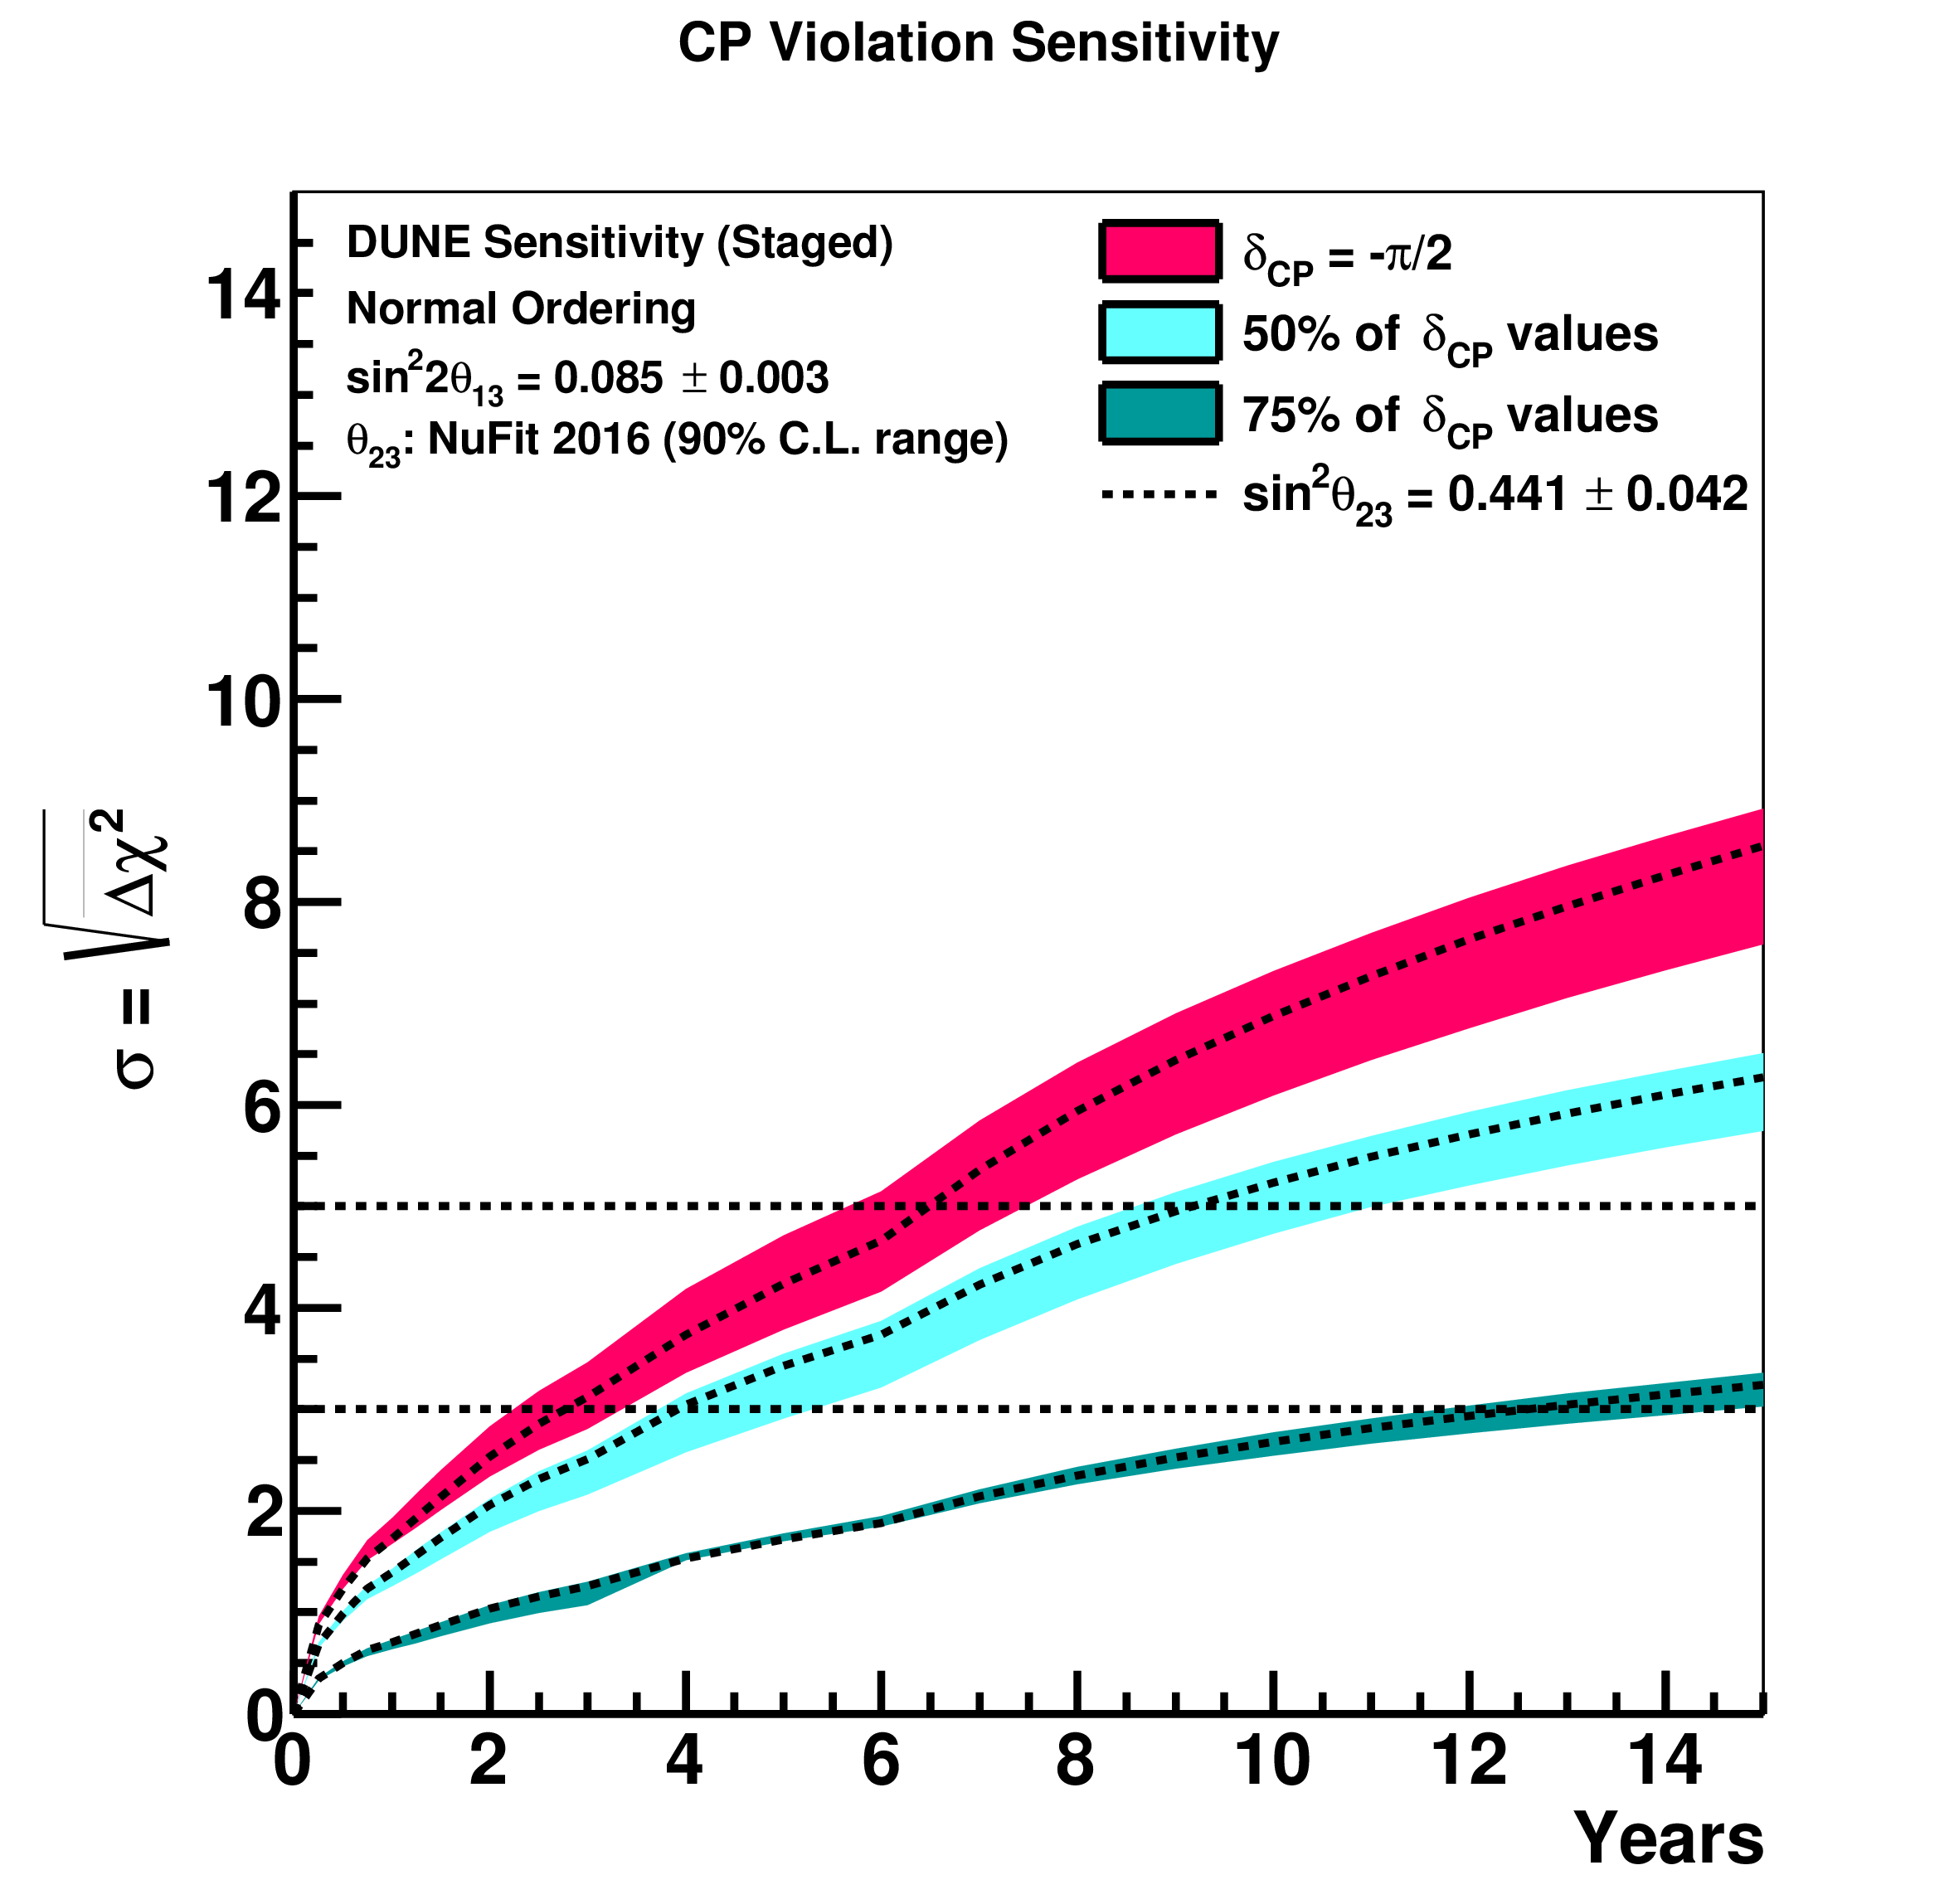 CP Violation Sensitivity
DUNE Sensitivity (Staged)
Normal Ordering
sin²2θ₁₃ = 0.085 ± 0.003
θ₂₃: NuFit 2016 (90% C.L. range)
δCP = -π/2
50% of δCP values
75% of δCP values
sin²θ₂₃ = 0.441 ± 0.042
σ = √Δχ²
14
12
10
8
6
4
2
0
0 2 4 6 8 10 12 14
Years